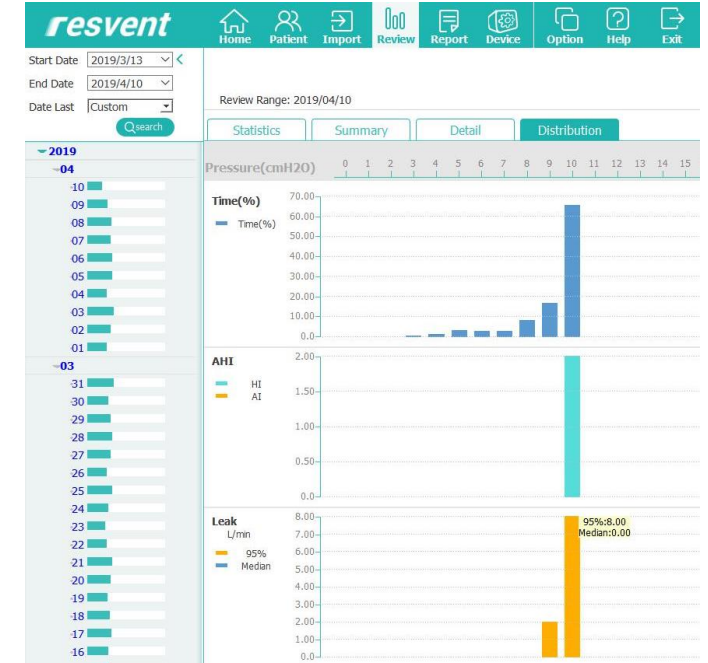 resvent
Home Patient Import Review Report Device Option Help Exit
Start Date 2019/3/13
End Date 2019/4/10
Date Last Custom
search
Review Range: 2019/04/10
Statistics Summary Detail Distribution
2019
04
10
09
08
07
06
05
04
03
02
01
03
31
30
29
28
27
26
25
24
23
22
21
20
19
18
17
16
Pressure(cmH2O) 0 1 2 3 4 5 6 7 8 9 10 11 12 13 14 15
Time(%)
Time(%)
70.00
60.00
50.00
40.00
30.00
20.00
10.00
0.0
AHI
HI
AI
2.00
1.50
1.00
0.50
0.0
Leak
L/min
95%
Median
8.00
7.00
6.00
5.00
4.00
3.00
2.00
1.00
0.0
95%:8.00
Median:0.00